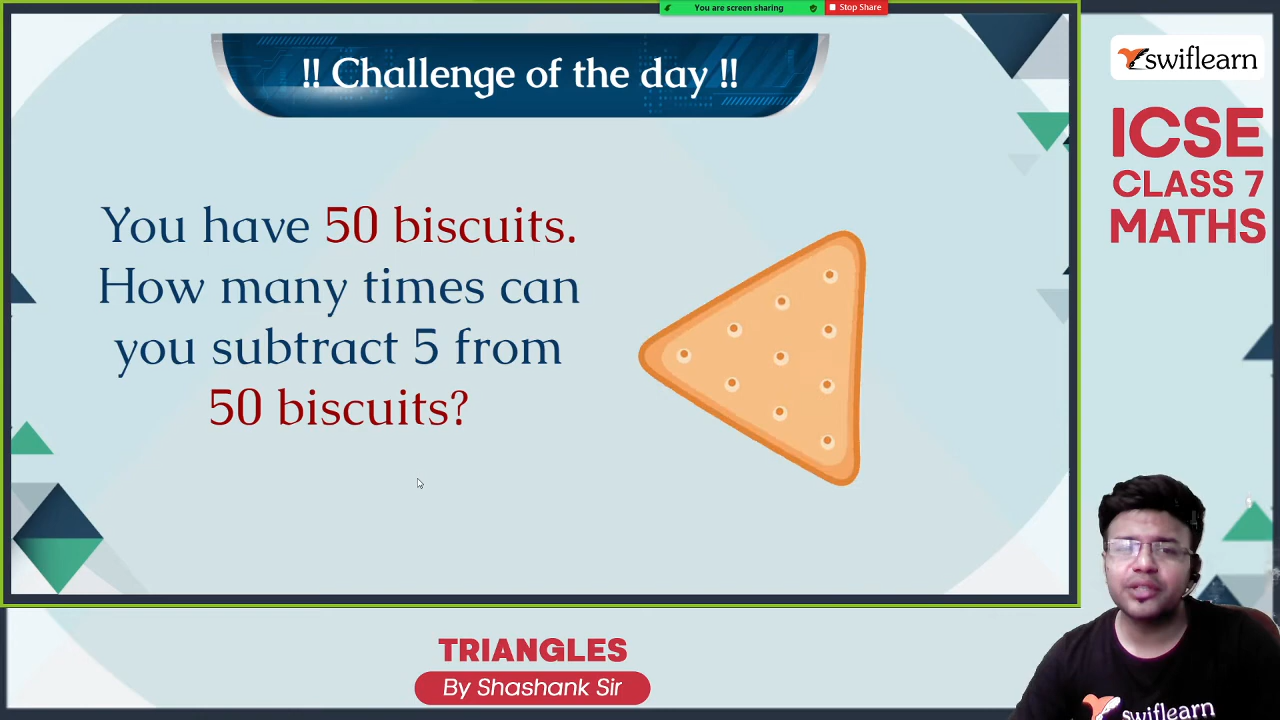 You are screen sharing
Stop Share
!! Challenge of the day !!
You have 50 biscuits.
How many times can
you subtract 5 from
50 biscuits?
swiflearn
ICSE
CLASS 7
MATHS
TRIANGLES
By Shashank Sir
swiflearn